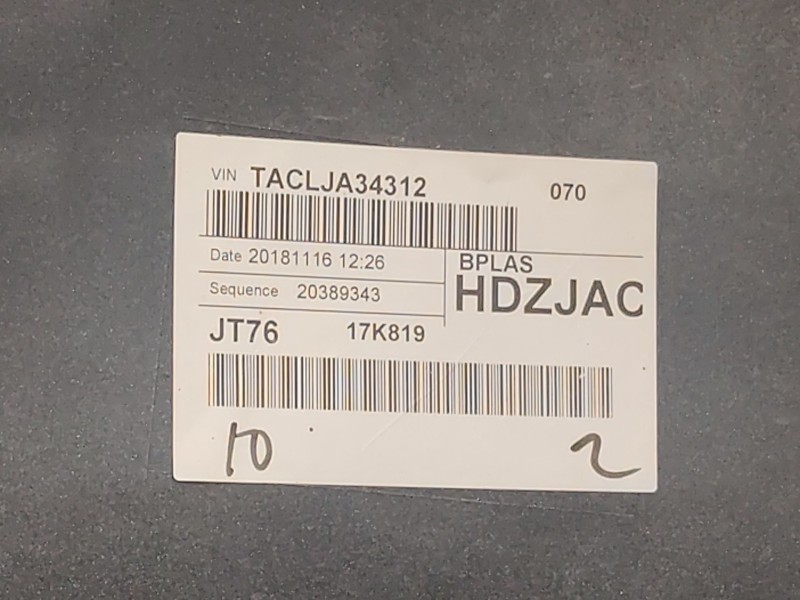 VIN TACLJA34312 070
Date 20181116 12:26
BPLAS
Sequence 20389343
HDZJAC
JT76 17K819
10 2